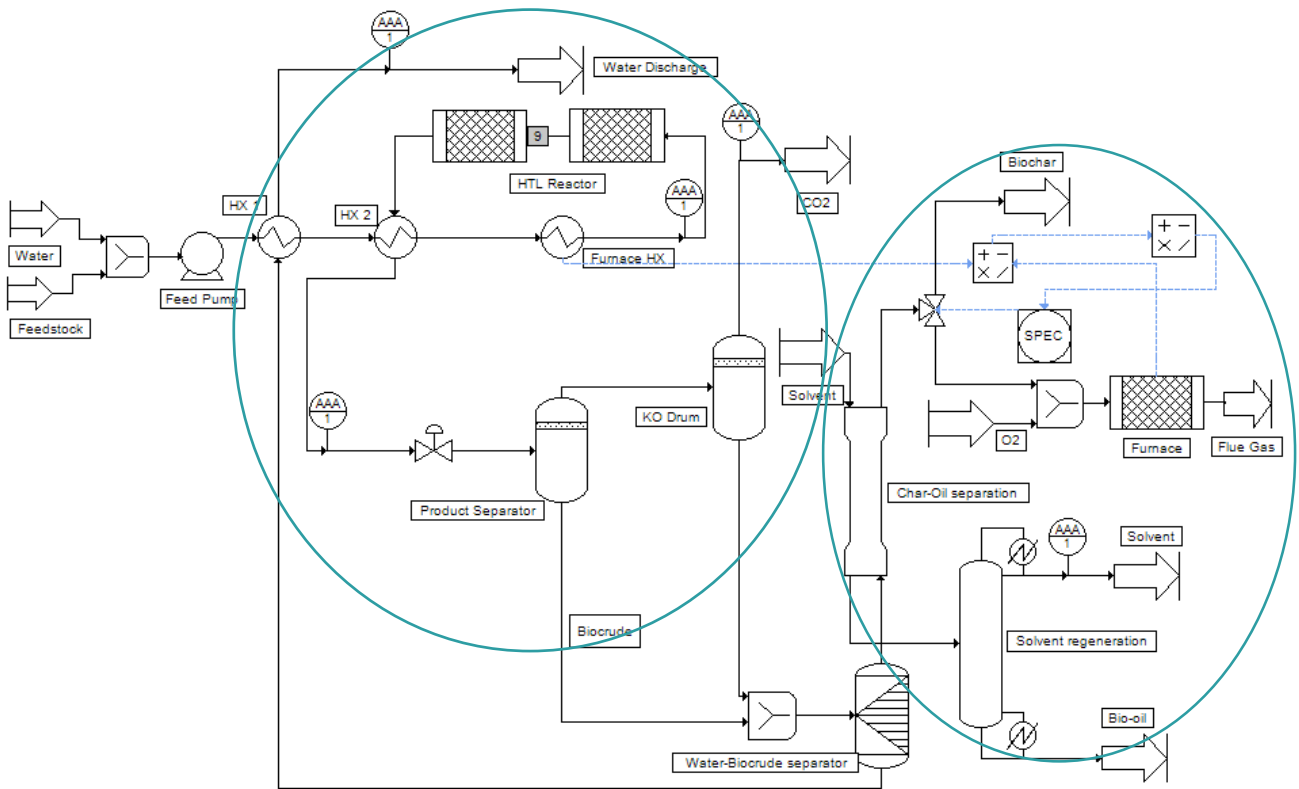 AAA
1
Water Discharge
9
HTL Reactor
AAA
1
CO2
AAA
1
Biochar
HX 1
HX 2
Furnace HX
Water
Feed Pump
Feedstock
+ −
× ∕
+ −
× ∕
SPEC
Solvent
KO Drum
AAA
1
O2
Furnace
Flue Gas
Product Separator
Char-Oil separation
AAA
1
Solvent
Biocrude
Solvent regeneration
Bio-oil
Water-Biocrude separator